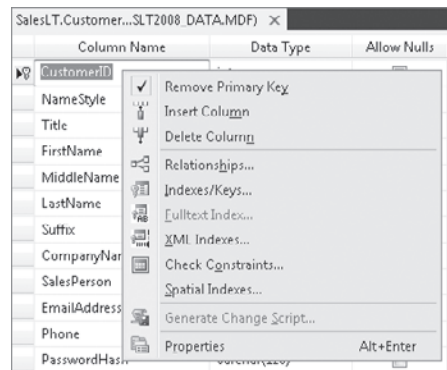 SalesLT.Customer...SLT2008_DATA.MDF) ×
Column Name Data Type Allow Nulls
CustomerID
Remove Primary Key
NameStyle
Insert Column
Title
Delete Column
FirstName
Relationships...
MiddleName
Indexes/Keys...
LastName
Fulltext Index...
Suffix
XML Indexes...
CompanyNar
Check Constraints...
SalesPerson
Spatial Indexes...
EmailAddress
Generate Change Script...
Phone
Properties Alt+Enter
PasswordHash varchar(128)